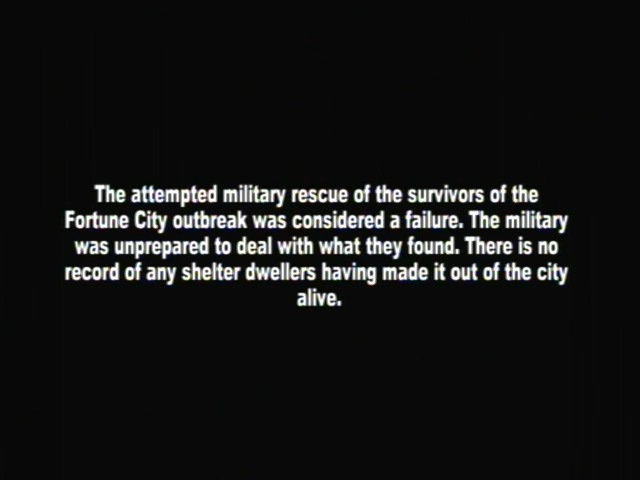 The attempted military rescue of the survivors of the
Fortune City outbreak was considered a failure. The military
was unprepared to deal with what they found. There is no
record of any shelter dwellers having made it out of the city
alive.